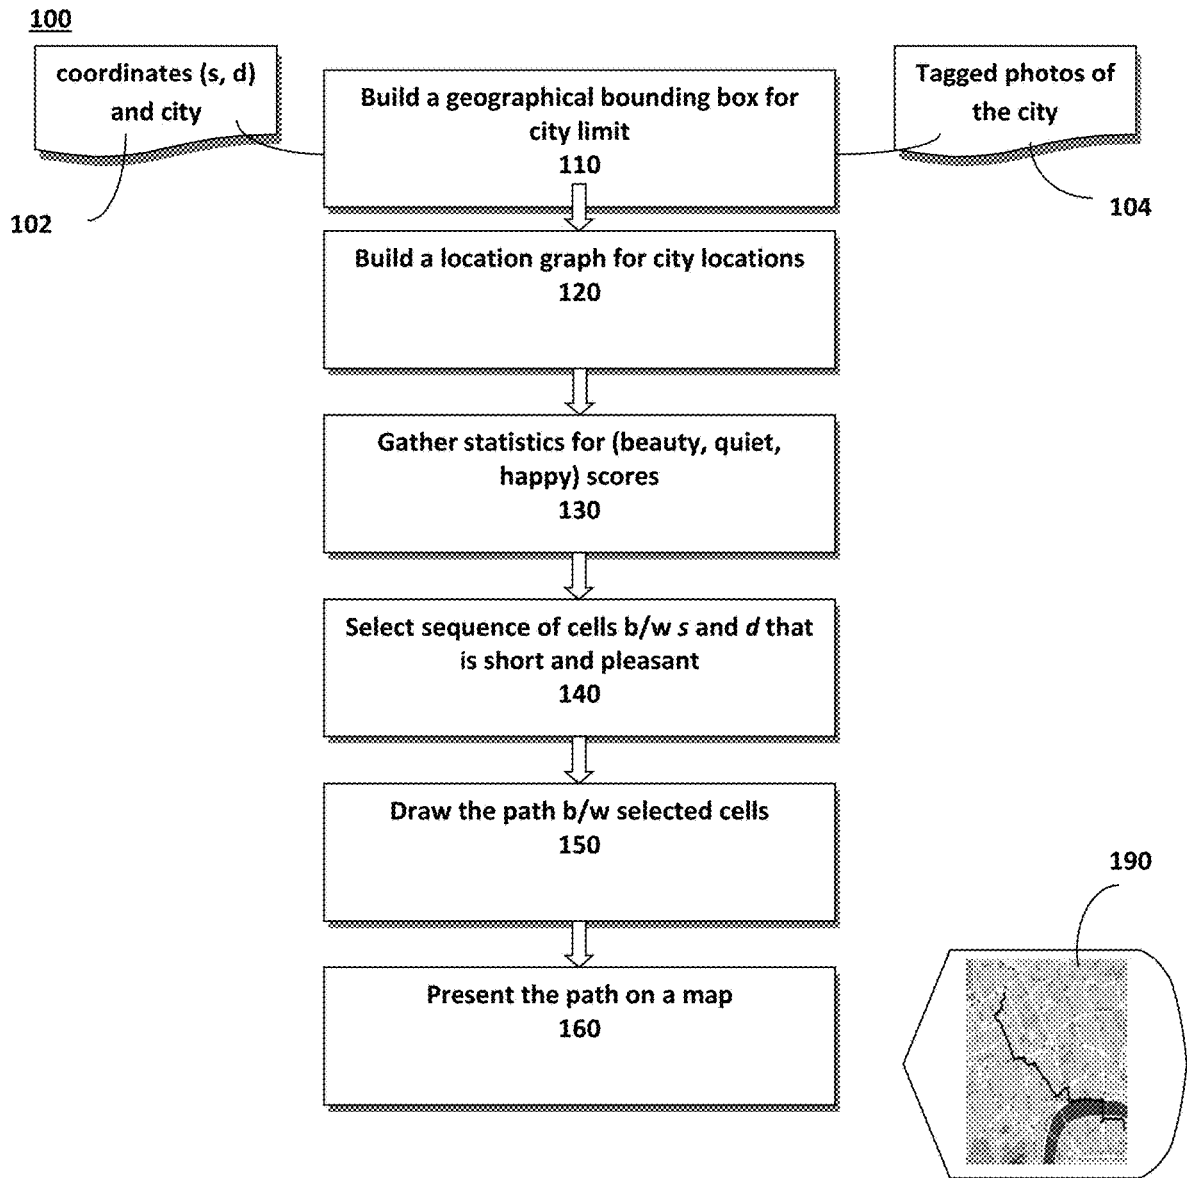 100
coordinates (s, d)
and city
102
Tagged photos of
the city
104
Build a geographical bounding box for
city limit
110
Build a location graph for city locations
120
Gather statistics for (beauty, quiet,
happy) scores
130
Select sequence of cells b/w s and d that
is short and pleasant
140
Draw the path b/w selected cells
150
Present the path on a map
160
190